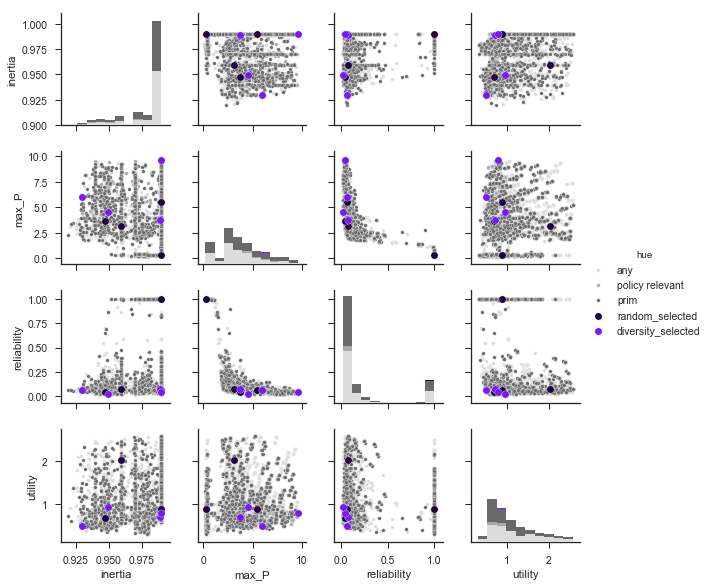 1.000
0.975
0.950
0.925
0.900
inertia
10.0
7.5
5.0
2.5
0.0
max_P
1.00
0.75
0.50
0.25
0.00
reliability
2
1
utility
0.925 0.950 0.975
inertia
0 5 10
max_P
0.0 0.5 1.0
reliability
1 2
utility
hue
any
policy relevant
prim
random_selected
diversity_selected